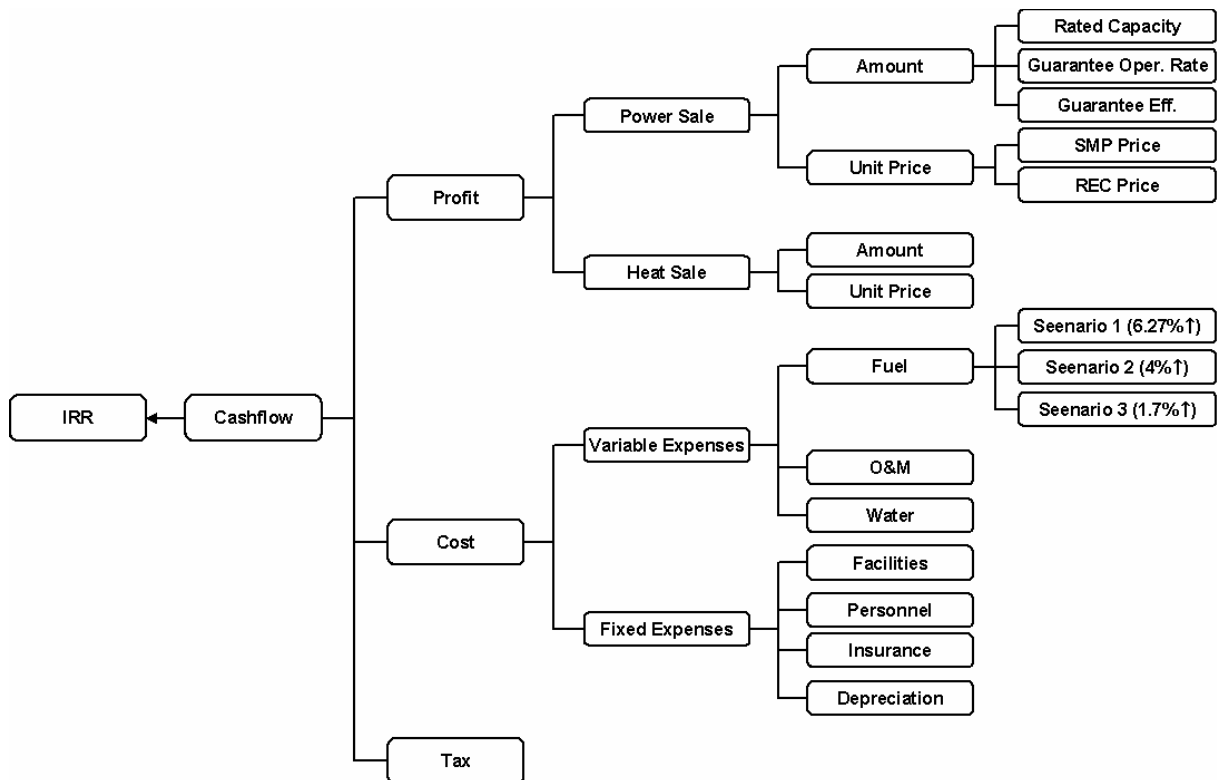 Rated Capacity
Amount
Guarantee Oper. Rate
Power Sale
Guarantee Eff.
SMP Price
Unit Price
REC Price
Profit
Amount
Heat Sale
Unit Price
Seenario 1 (6.27%↑)
Fuel
Seenario 2 (4%↑)
IRR
Cashflow
Seenario 3 (1.7%↑)
Variable Expenses
O&M
Water
Cost
Facilities
Personnel
Fixed Expenses
Insurance
Depreciation
Tax